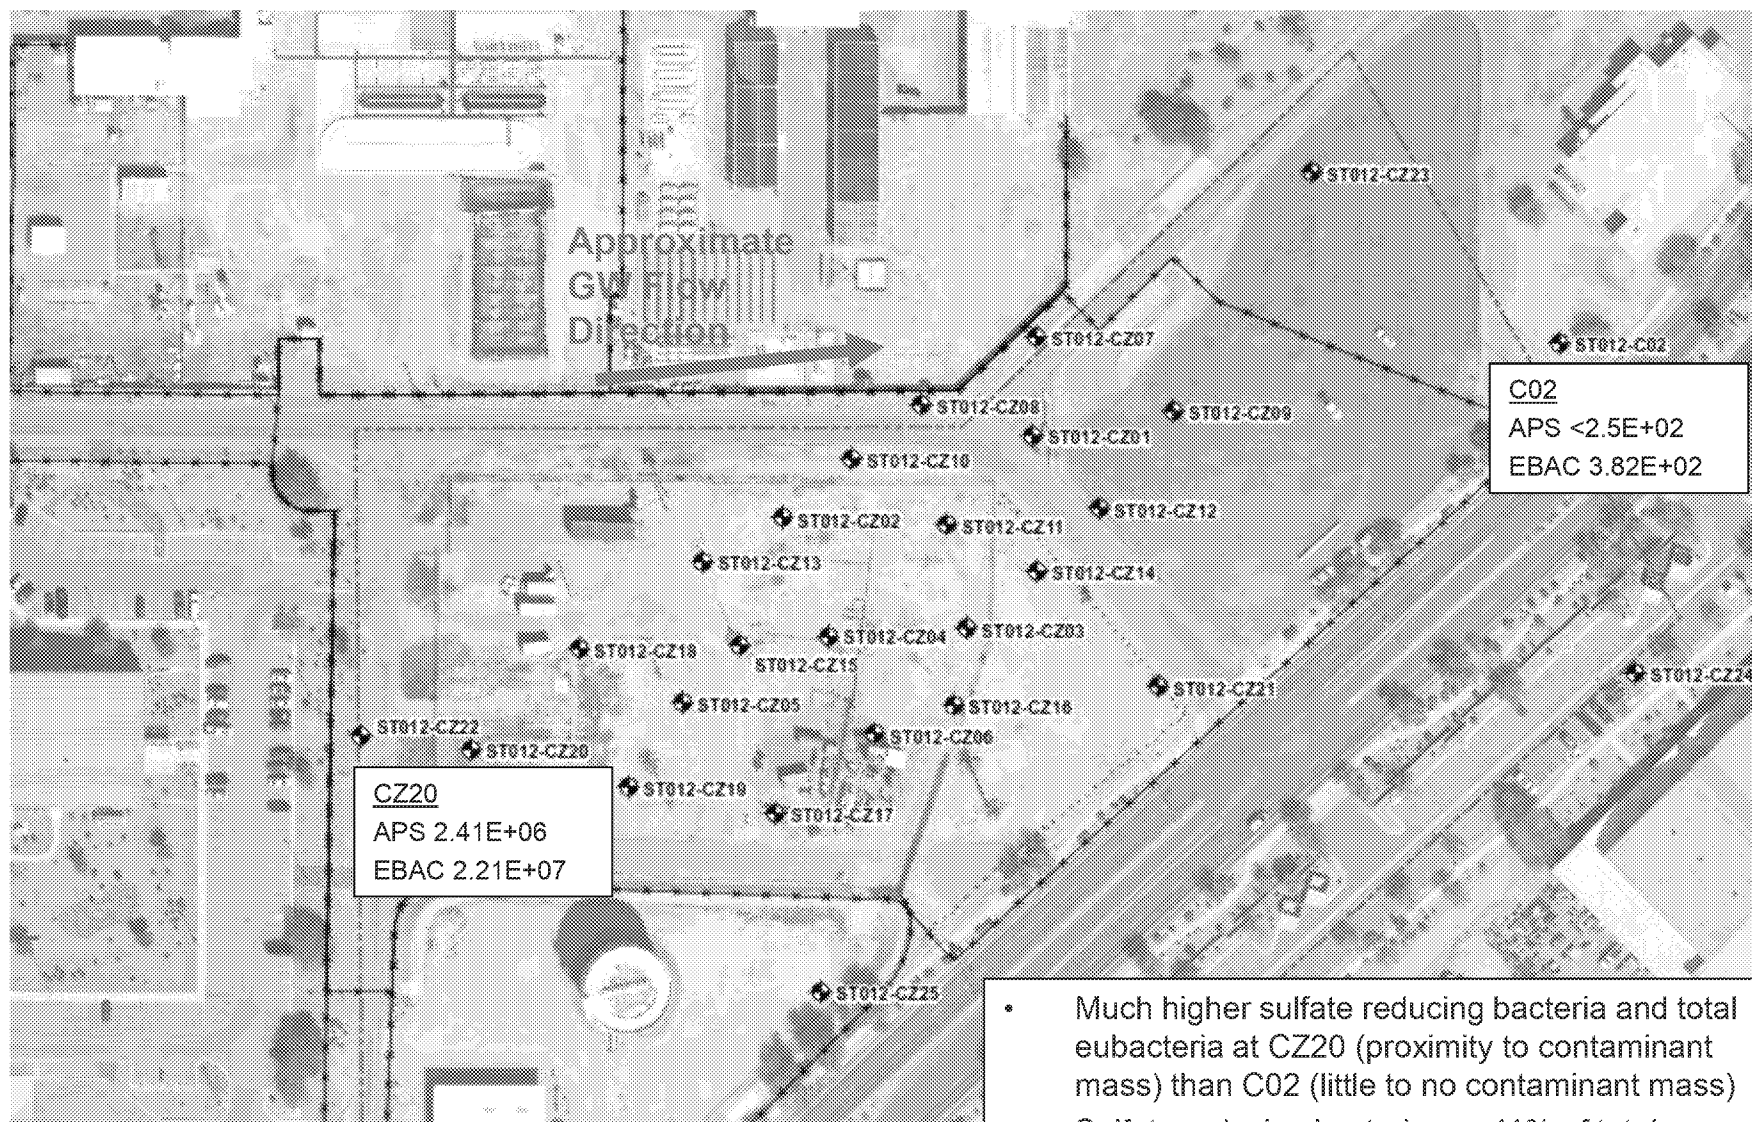 ST012-CZ23
Approximate
GW Flow
Direction
ST012-CZ07
ST012-C02
C02
APS <2.5E+02
EBAC 3.82E+02
ST012-CZ08
ST012-CZ09
ST012-CZ01
ST012-CZ10
ST012-CZ12
ST012-CZ02
ST012-CZ11
ST012-CZ13
ST012-CZ14
ST012-CZ03
ST012-CZ04
ST012-CZ18
ST012-CZ15
ST012-CZ24
ST012-CZ21
ST012-CZ05
ST012-CZ16
ST012-CZ22
ST012-CZ06
ST012-CZ20
CZ20
APS 2.41E+06
EBAC 2.21E+07
ST012-CZ19
ST012-CZ17
ST012-CZ25
• Much higher sulfate reducing bacteria and total
eubacteria at CZ20 (proximity to contaminant
mass) than C02 (little to no contaminant mass)